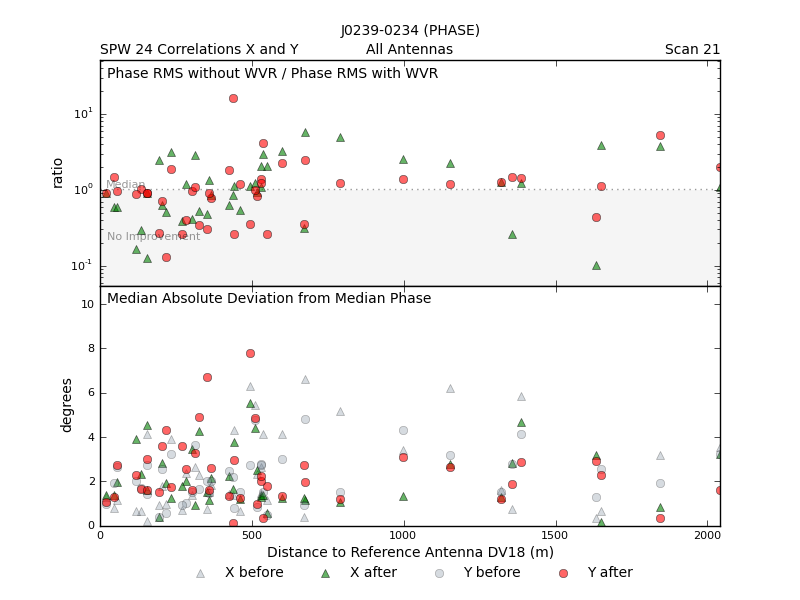 J0239-0234 (PHASE)
SPW 24 Correlations X and Y All Antennas Scan 21
Phase RMS without WVR / Phase RMS with WVR
10^1
10^0
10^-1
ratio
Median
No Improvement
Median Absolute Deviation from Median Phase
10
8
6
4
2
0
degrees
0 500 1000 1500 2000
Distance to Reference Antenna DV18 (m)
X before X after Y before Y after